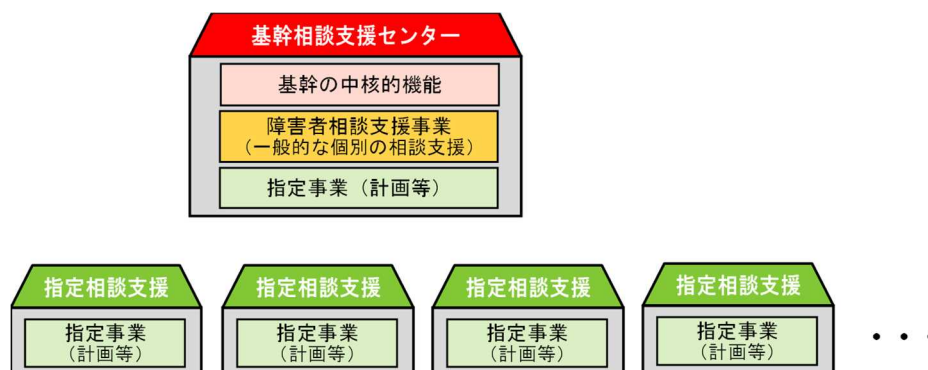 基幹相談支援センター
基幹の中核的機能
障害者相談支援事業
（一般的な個別の相談支援）
指定事業（計画等）
指定相談支援
指定事業
（計画等）
指定相談支援
指定事業
（計画等）
指定相談支援
指定事業
（計画等）
指定相談支援
指定事業
（計画等）
・・・